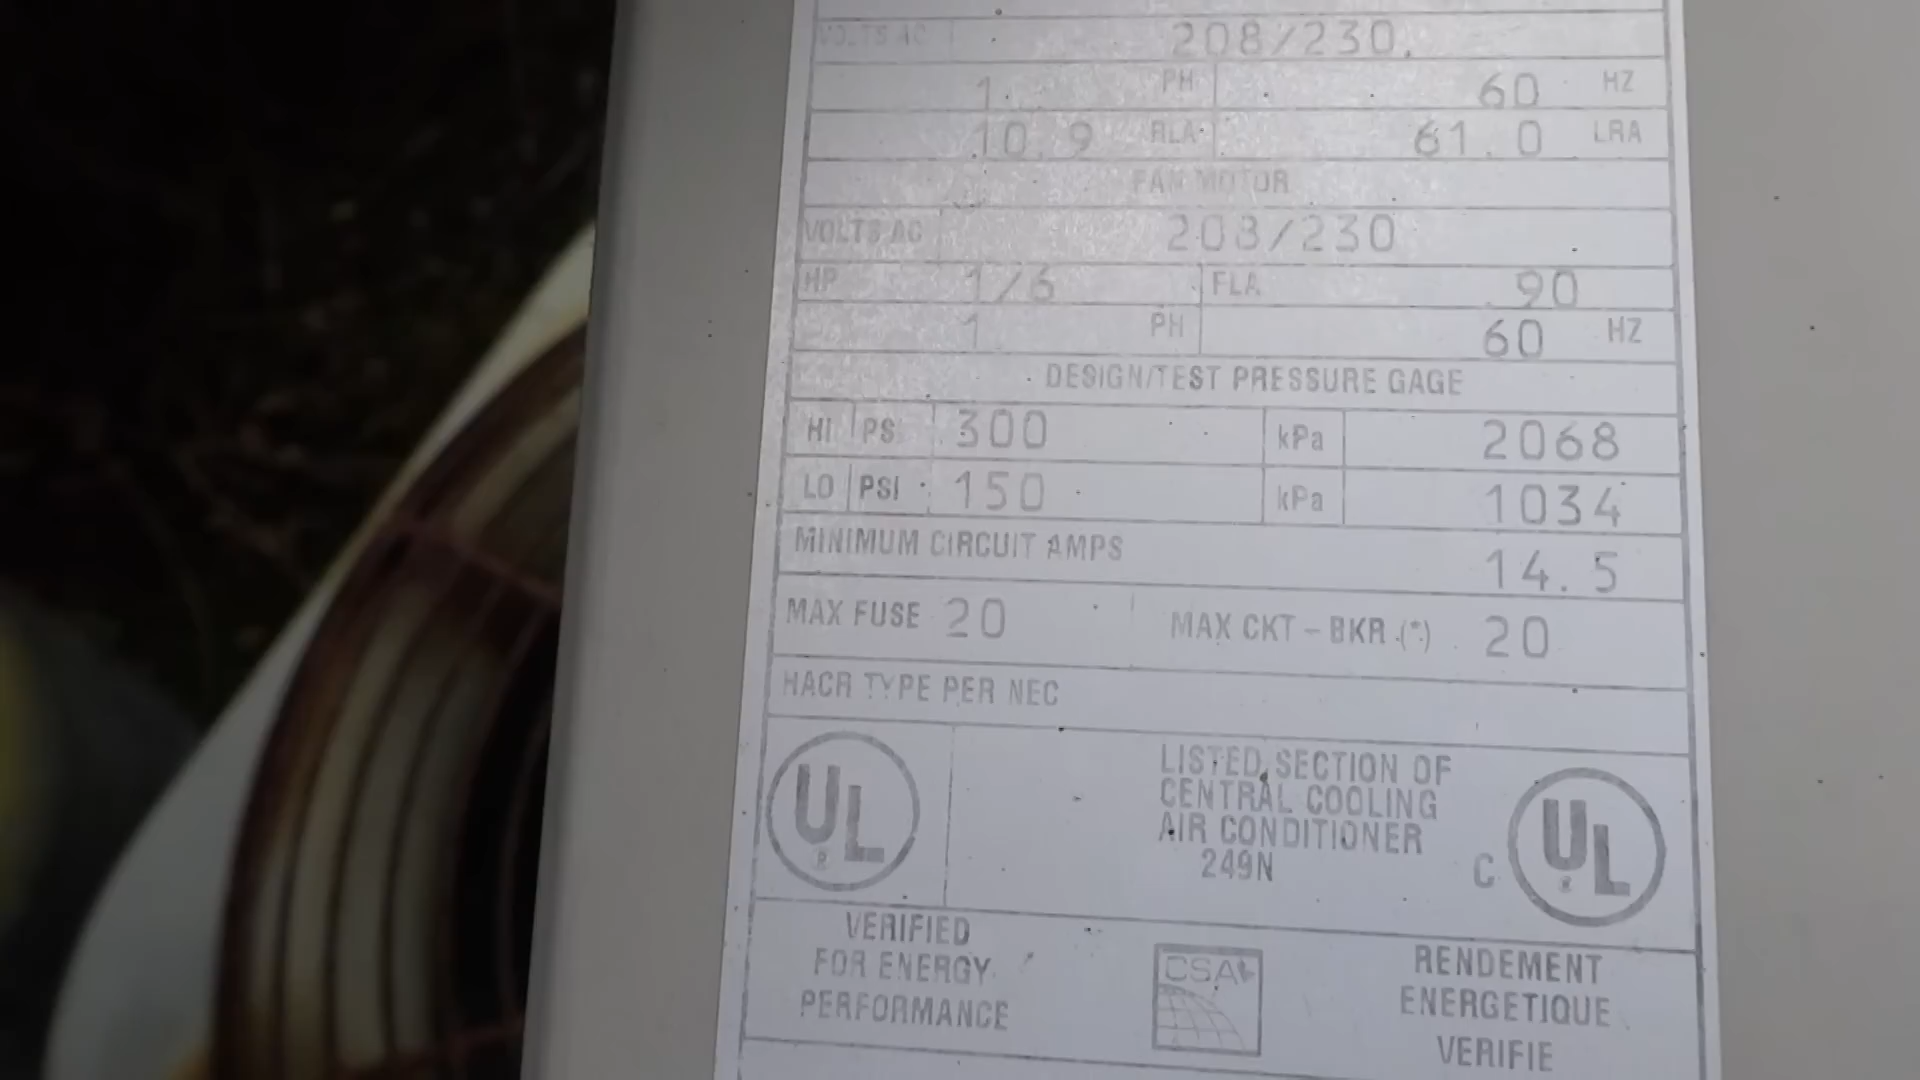 VOLTS AC 208/230
1 PH 60 HZ
10.9 RLA 61.0 LRA
FAN MOTOR
VOLTS AC 208/230
HP 1/6 FLA .90
1 PH 60 HZ
DESIGN/TEST PRESSURE GAGE
HI PSI 300 kPa 2068
LO PSI 150 kPa 1034
MINIMUM CIRCUIT AMPS 14.5
MAX FUSE 20 MAX CKT-BKR (*) 20
HACR TYPE PER NEC
UL ®
LISTED SECTION OF
CENTRAL COOLING
AIR CONDITIONER
249N
C UL ®
VERIFIED
FOR ENERGY
PERFORMANCE
CSA
RENDEMENT
ENERGETIQUE
VERIFIE